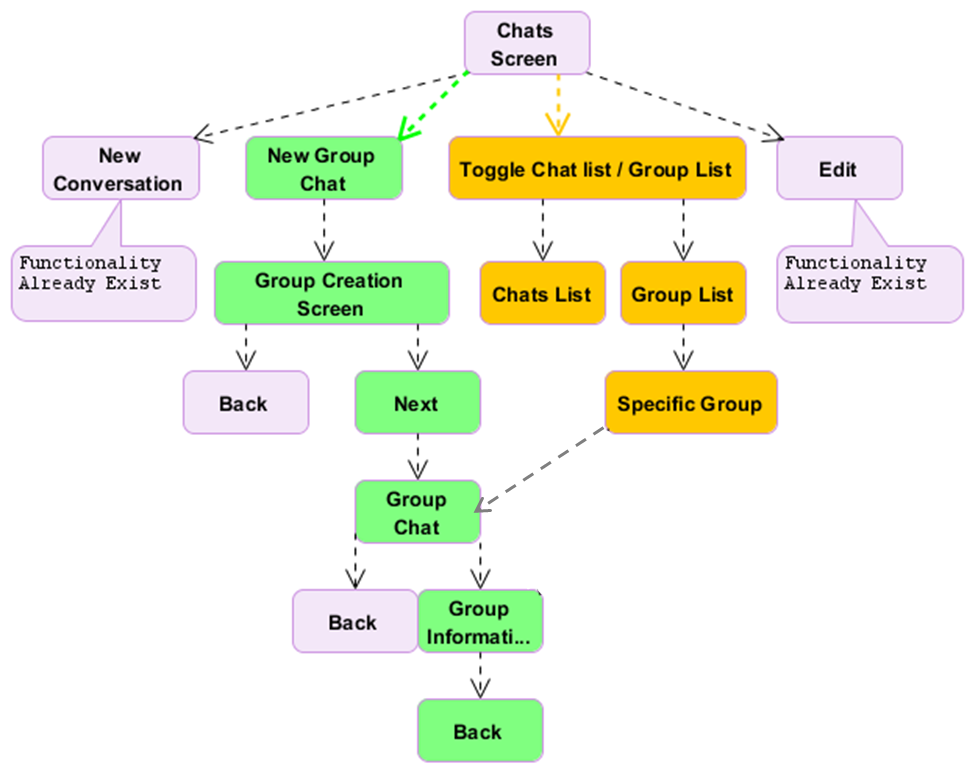 Chats
Screen
New
Conversation
New Group
Chat
Toggle Chat list / Group List
Edit
Functionality
Already Exist
Functionality
Already Exist
Group Creation
Screen
Chats List
Group List
Back
Next
Specific Group
Group
Chat
Back
Group
Informati...
Back